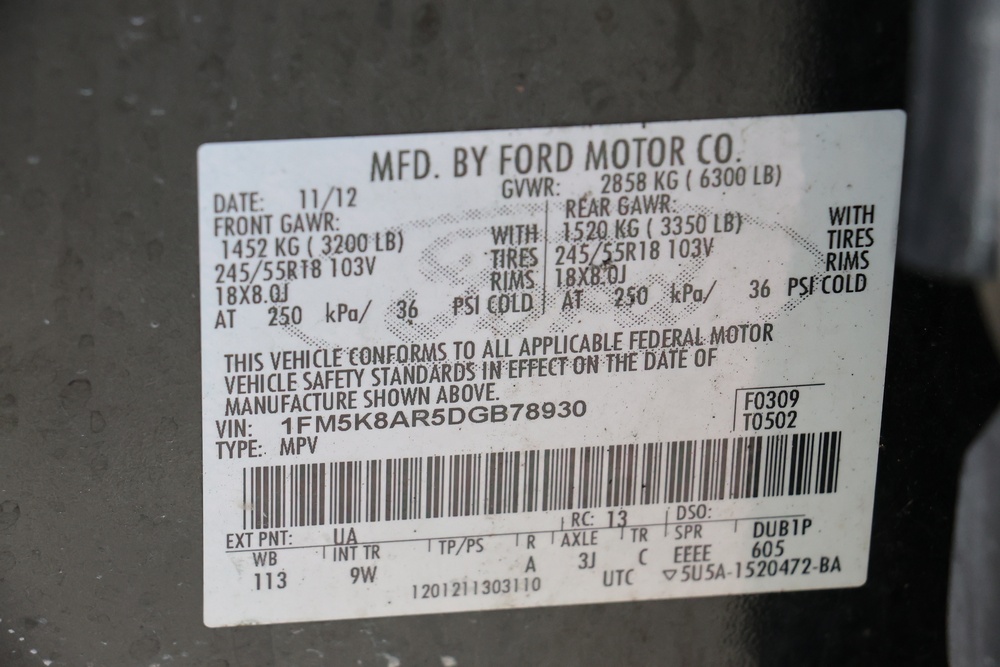 MFD. BY FORD MOTOR CO.
DATE: 11/12 GVWR: 2858 KG ( 6300 LB)
FRONT GAWR: REAR GAWR:
1452 KG ( 3200 LB) WITH 1520 KG ( 3350 LB) WITH
245/55R18 103V TIRES 245/55R18 103V TIRES
18X8.0J RIMS 18X8.0J RIMS
AT 250 kPa/ 36 PSI COLD AT 250 kPa/ 36 PSI COLD
THIS VEHICLE CONFORMS TO ALL APPLICABLE FEDERAL MOTOR
VEHICLE SAFETY STANDARDS IN EFFECT ON THE DATE OF
MANUFACTURE SHOWN ABOVE.
VIN: 1FM5K8AR5DGB78930 F0309
TYPE: MPV T0502
EXT PNT: UA RC: 13 DSO:
WB INT TR TP/PS R AXLE TR SPR DUB1P
113 9W A 3J C EEEE 605
1201211303110 UTC ▽5U5A-1520472-BA